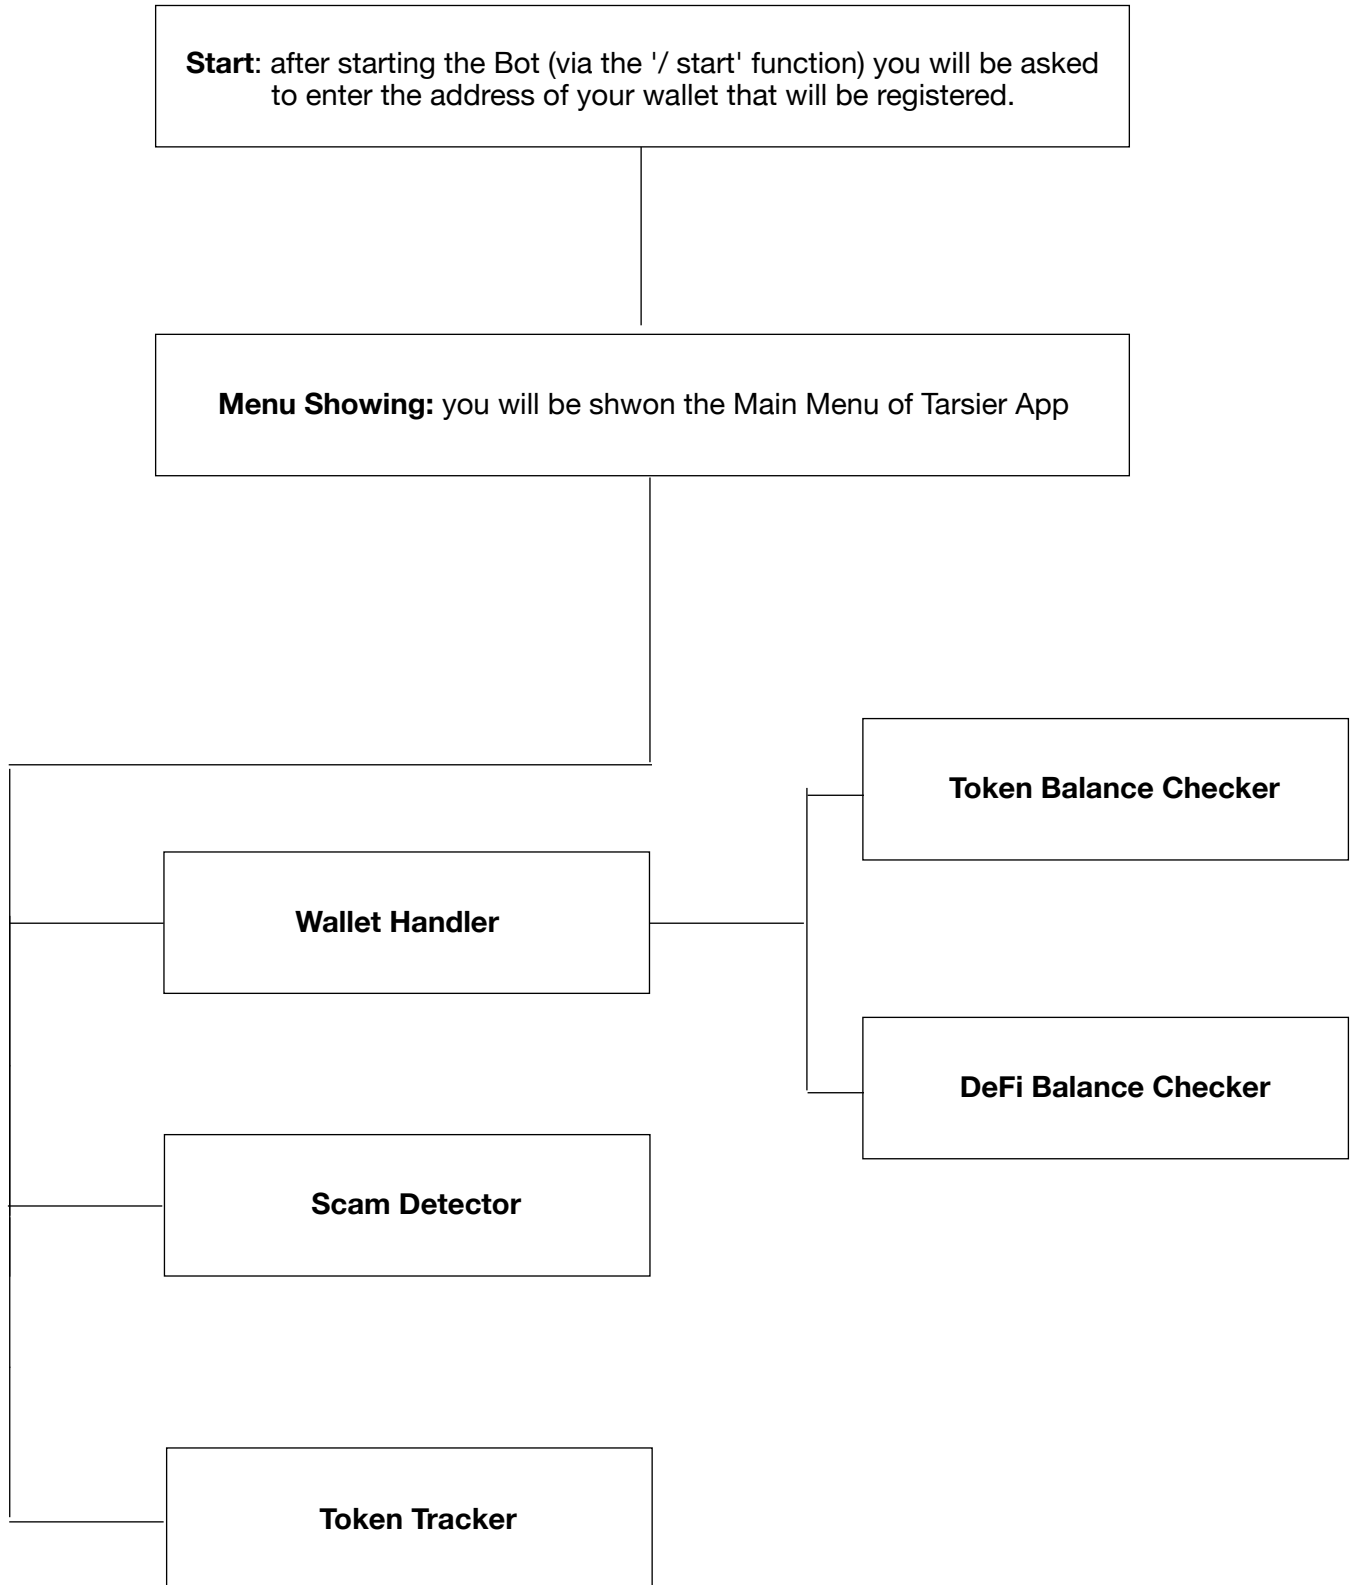 Start: after starting the Bot (via the '/ start' function) you will be asked
to enter the address of your wallet that will be registered.
Menu Showing: you will be shwon the Main Menu of Tarsier App
Token Balance Checker
Wallet Handler
DeFi Balance Checker
Scam Detector
Token Tracker